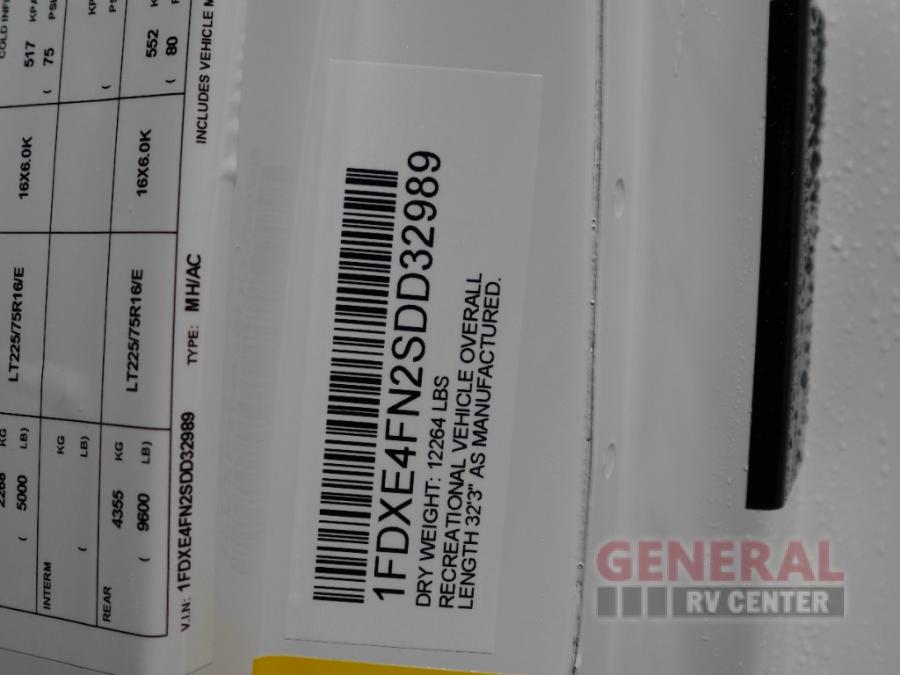 COLD
517 KPA
( 75 PSI
5000 LB)
( 5000 LB)
LT225/75R16/E
16X6.0K
INTERM
KG
( LB)
REAR
4355 KG
( 9600 LB)
LT225/75R16/E
16X6.0K
552
( 80
V.I.N: 1FDXE4FN2SDD32989 TYPE: MH/AC INCLUDES VEHICLE
1FDXE4FN2SDD32989
DRY WEIGHT: 12264 LBS
RECREATIONAL VEHICLE OVERALL
LENGTH 32'3" AS MANUFACTURED.
GENERAL
RV CENTER